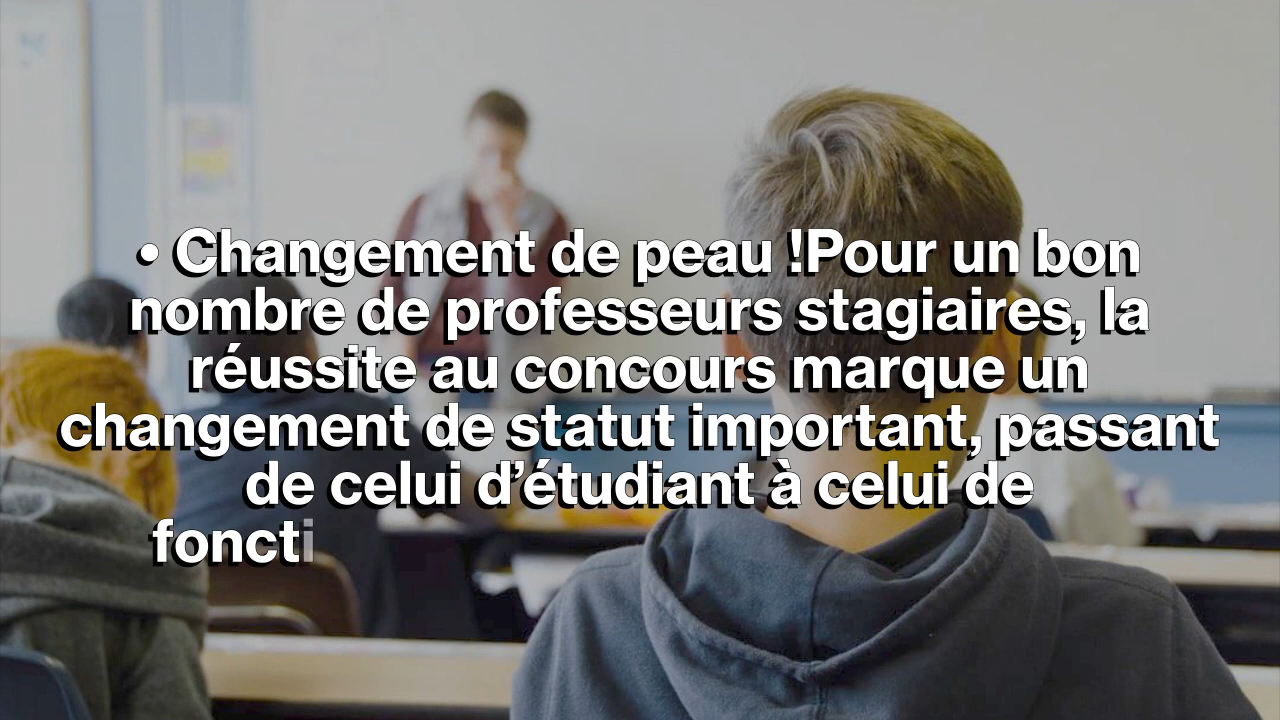 • Changement de peau !Pour un bon
nombre de professeurs stagiaires, la
réussite au concours marque un
changement de statut important, passant
de celui d’étudiant à celui de
foncti